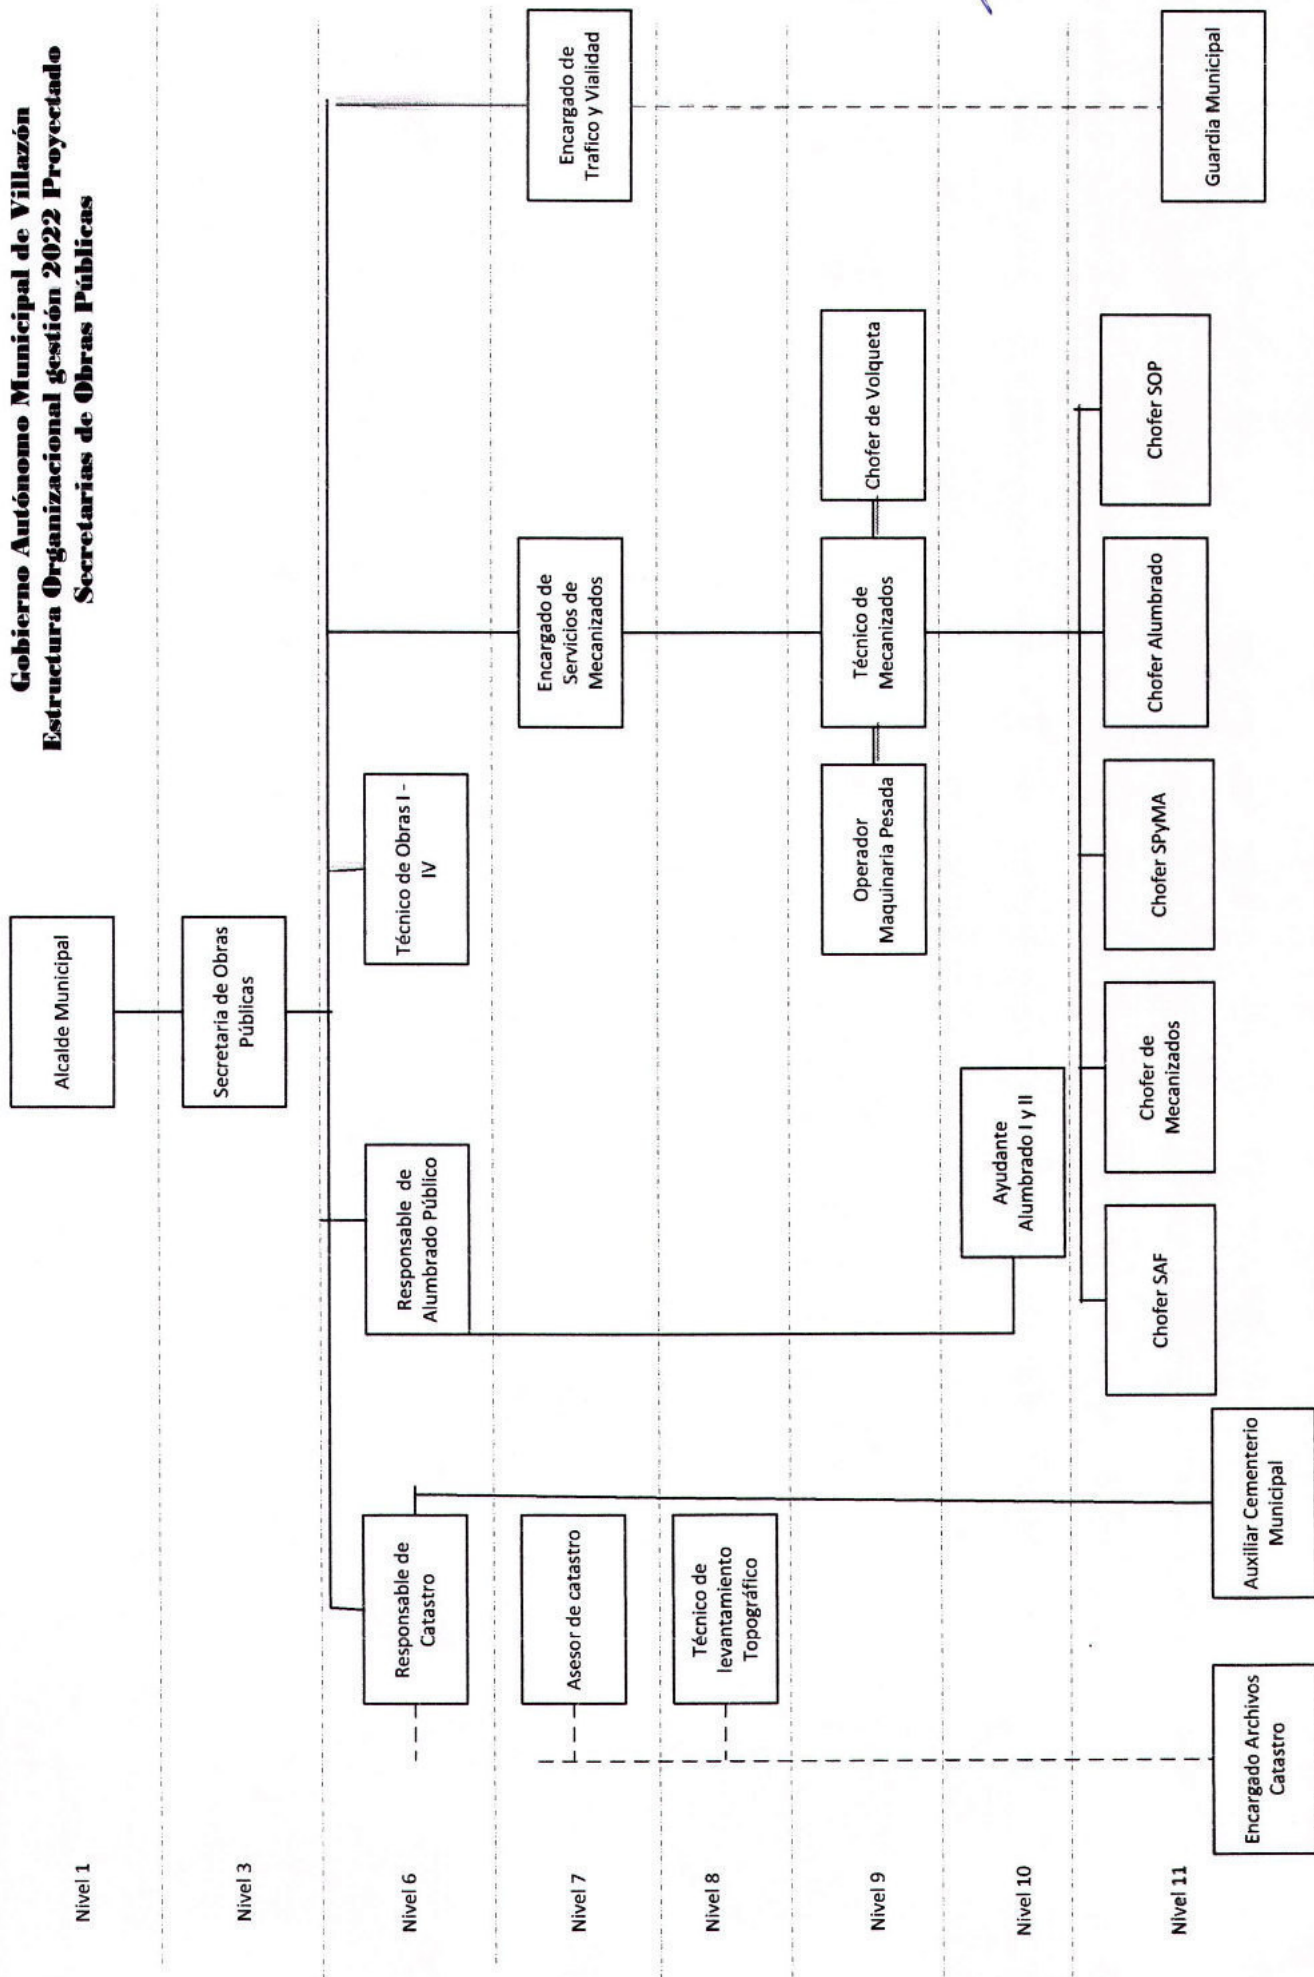 Gobierno Autónomo Municipal de Villazón
Estructura Organizacional gestión 2022 Proyectado
Secretarias de Obras Públicas
Nivel 1
Alcalde Municipal
Nivel 3
Secretaria de Obras
Públicas
Nivel 6
Responsable de
Catastro
Responsable de
Alumbrado Público
Técnico de Obras I -
IV
Nivel 7
Asesor de catastro
Encargado de
Servicios de
Mecanizados
Encargado de
Trafico y Vialidad
Nivel 8
Técnico de
levantamiento
Topográfico
Nivel 9
Operador
Maquinaria Pesada
Técnico de
Mecanizados
Chofer de Volqueta
Nivel 10
Ayudante
Alumbrado I y II
Nivel 11
Encargado Archivos
Catastro
Auxiliar Cementerio
Municipal
Chofer SAF
Chofer de
Mecanizados
Chofer SPyMA
Chofer Alumbrado
Chofer SOP
Guardia Municipal